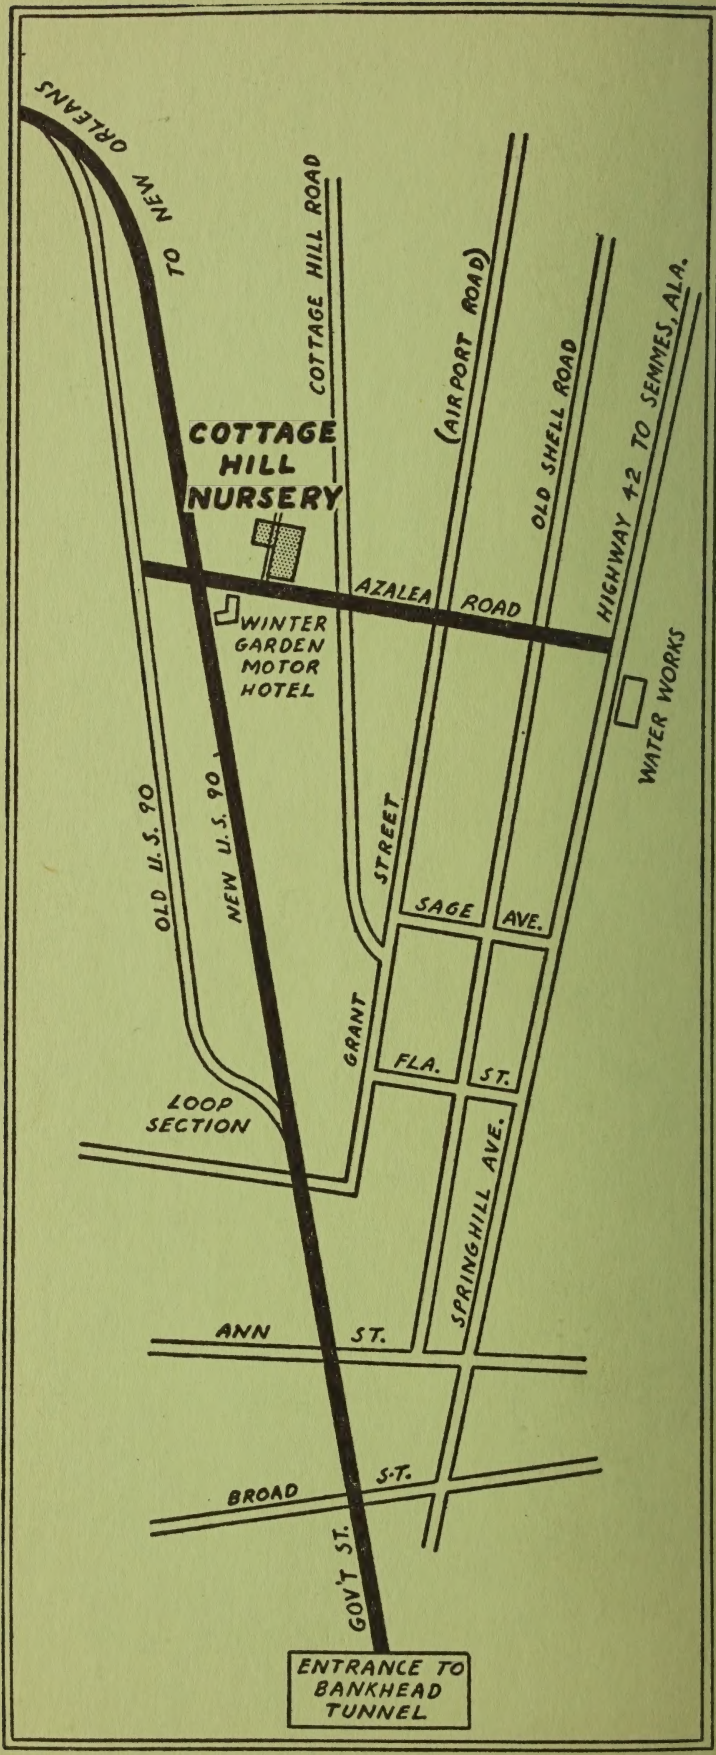 TO NEW ORLEANS
COTTAGE HILL ROAD
(AIRPORT ROAD)
OLD SHELL ROAD
HIGHWAY 42 TO SEMMES, ALA.
COTTAGE
HILL
NURSERY
AZALEA ROAD
WINTER
GARDEN
MOTOR
HOTEL
WATER WORKS
OLD U.S. 90
NEW U.S. 90
GRANT STREET
SAGE AVE.
FLA. ST.
LOOP
SECTION
SPRINGHILL AVE.
ANN ST.
BROAD ST.
GOV'T ST.
ENTRANCE TO
BANKHEAD
TUNNEL